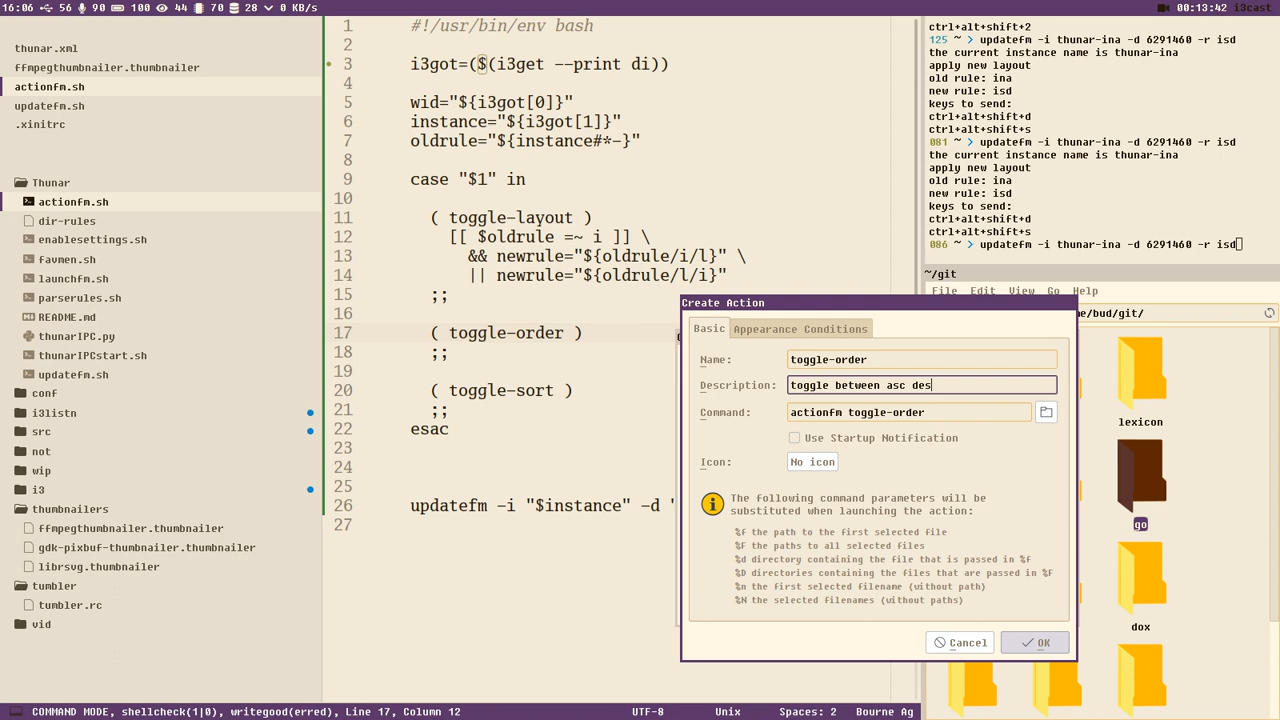 16:06 56 90 100 44 70 28 0 KB/s 00:13:42 i3cast
thunar.xml
ffmpegthumbnailer.thumbnailer
actionfm.sh
updatefm.sh
.xinitrc
Thunar
actionfm.sh
dir-rules
enablesettings.sh
favmen.sh
launchfm.sh
parserules.sh
README.md
thunarIPC.py
thunarIPCstart.sh
updatefm.sh
conf
i3listn
src
not
wip
i3
thumbnailers
ffmpegthumbnailer.thumbnailer
gdk-pixbuf-thumbnailer.thumbnailer
librsvg.thumbnailer
tumbler
tumbler.rc
vid
1 #!/usr/bin/env bash
2
3 i3got=($(i3get --print di))
4
5 wid="${i3got[0]}"
6 instance="${i3got[1]}"
7 oldrule="${instance#*-}"
8
9 case "$1" in
10
11 ( toggle-layout )
12 [[ $oldrule =~ i ]] \
13 && newrule="${oldrule/i/l}" \
14 || newrule="${oldrule/l/i}"
15 ;;
16
17 ( toggle-order )
18 ;;
19
20 ( toggle-sort )
21 ;;
22 esac
23
24
25
26 updatefm -i "$instance" -d "
27
ctrl+alt+shift+2
125 ~ > updatefm -i thunar-ina -d 6291460 -r isd
the current instance name is thunar-ina
apply new layout
old rule: ina
new rule: isd
keys to send:
ctrl+alt+shift+d
ctrl+alt+shift+s
081 ~ > updatefm -i thunar-ina -d 6291460 -r isd
the current instance name is thunar-ina
apply new layout
old rule: ina
new rule: isd
keys to send:
ctrl+alt+shift+d
ctrl+alt+shift+s
086 ~ > updatefm -i thunar-ina -d 6291460 -r isd
~/git
File Edit View Go Help
me/bud/git/
lexicon
go
dox
Create Action
Basic Appearance Conditions
Name: toggle-order
Description: toggle between asc des
Command: actionfm toggle-order
Use Startup Notification
Icon: No icon
The following command parameters will be
substituted when launching the action:
%f the path to the first selected file
%F the paths to all selected files
%d directory containing the file that is passed in %f
%D directories containing the files that are passed in %F
%n the first selected filename (without path)
%N the selected filenames (without paths)
Cancel OK
COMMAND MODE, shellcheck(1|0), writegood(erred), Line 17, Column 12 UTF-8 Unix Spaces: 2 Bourne Ag